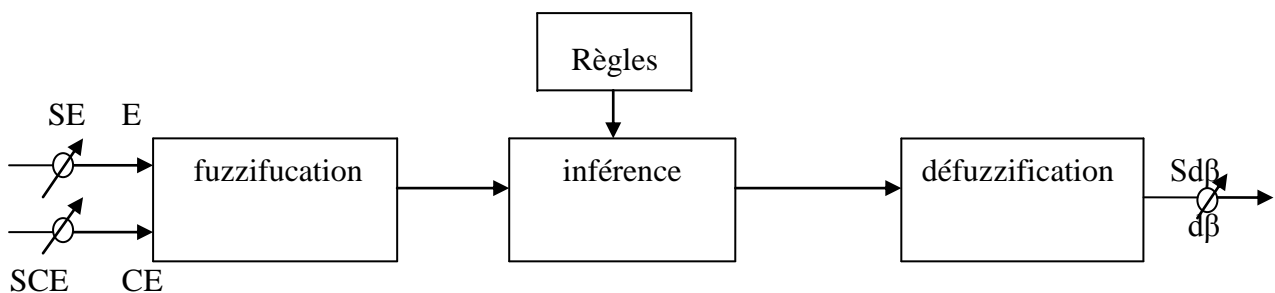 Règles
SE E
fuzzifucation
inférence
défuzzification
Sdβ
dβ
SCE CE